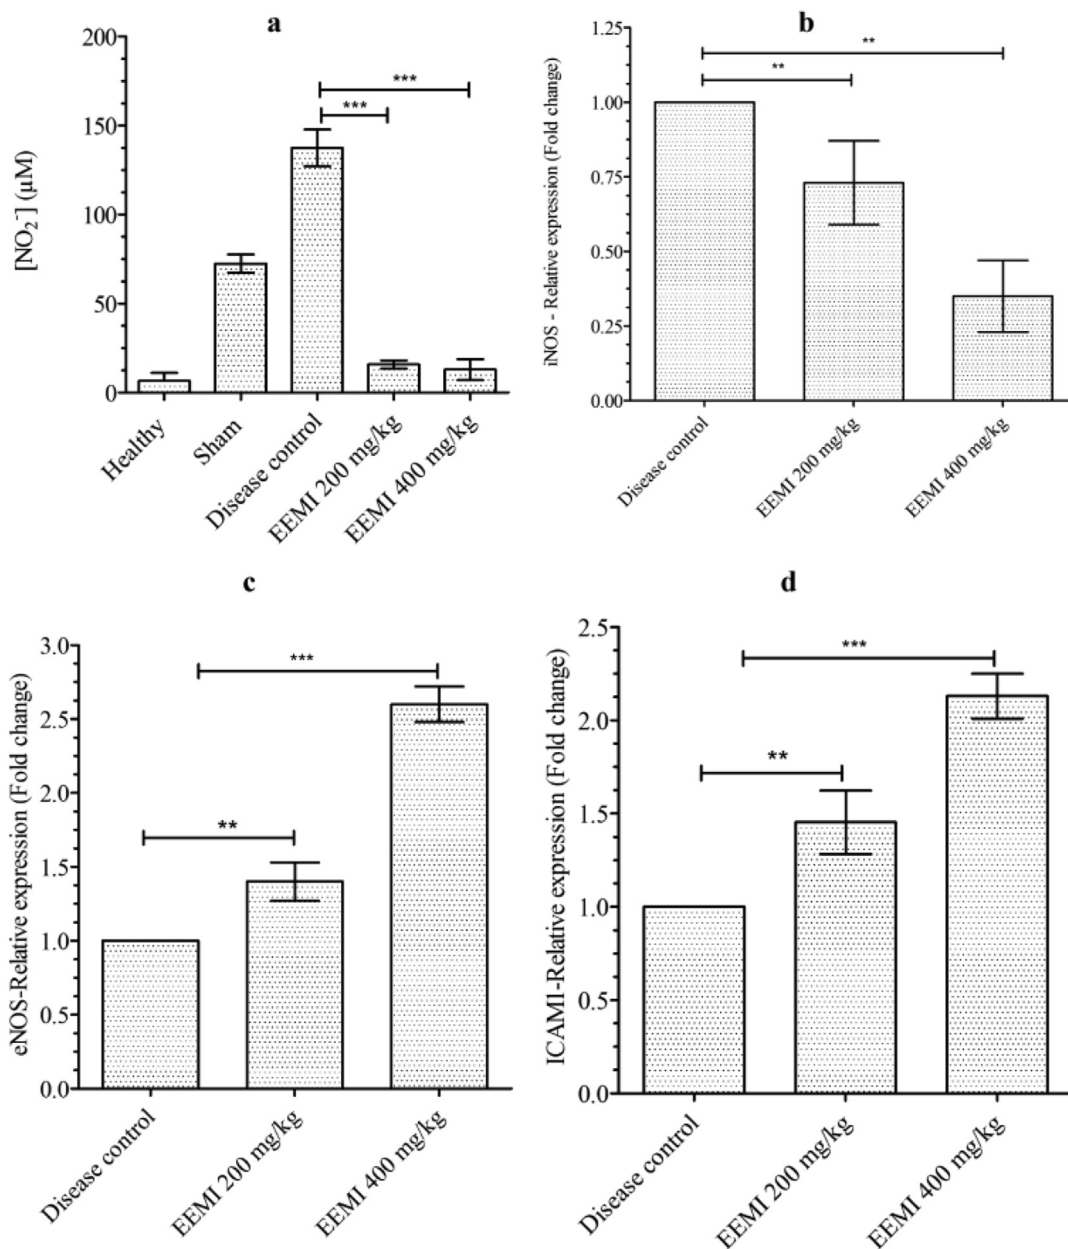 a
[NO2-] (µM)
200
150
100
50
0
***
***
Healthy
Sham
Disease control
EEMI 200 mg/kg
EEMI 400 mg/kg
b
iNOS - Relative expression (Fold change)
1.25
1.00
0.75
0.50
0.25
0.00
**
**
Disease control
EEMI 200 mg/kg
EEMI 400 mg/kg
c
eNOS-Relative expression (Fold change)
3.0
2.5
2.0
1.5
1.0
0.5
0.0
***
**
Disease control
EEMI 200 mg/kg
EEMI 400 mg/kg
d
ICAM1-Relative expression (Fold change)
2.5
2.0
1.5
1.0
0.5
0.0
***
**
Disease control
EEMI 200 mg/kg
EEMI 400 mg/kg